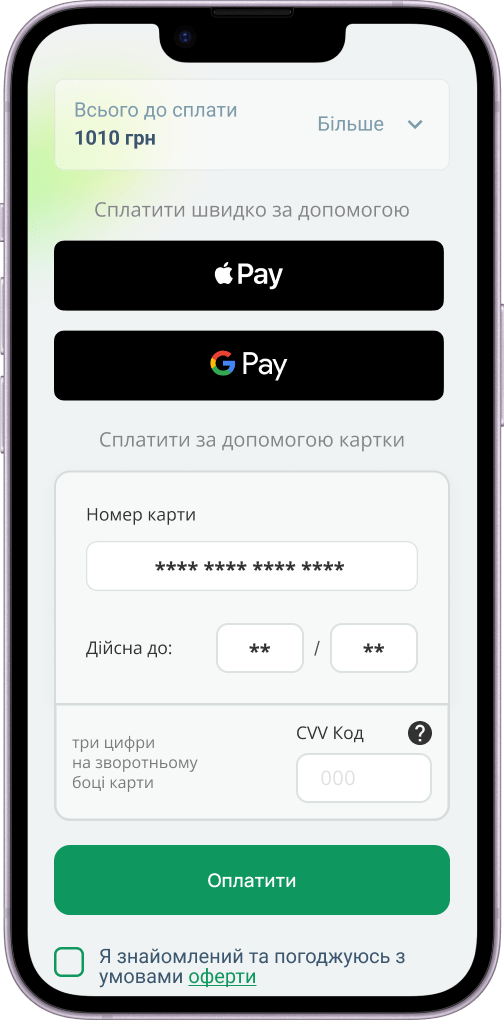 Всього до сплати
1010 грн
Більше
Сплатити швидко за допомогою
Pay
G Pay
Сплатити за допомогою картки
Номер карти
**** **** **** ****
Дійсна до:
** / **
три цифри
на зворотньому
боці карти
CVV Код
?
000
Оплатити
Я знайомлений та погоджуюсь з
умовами оферти